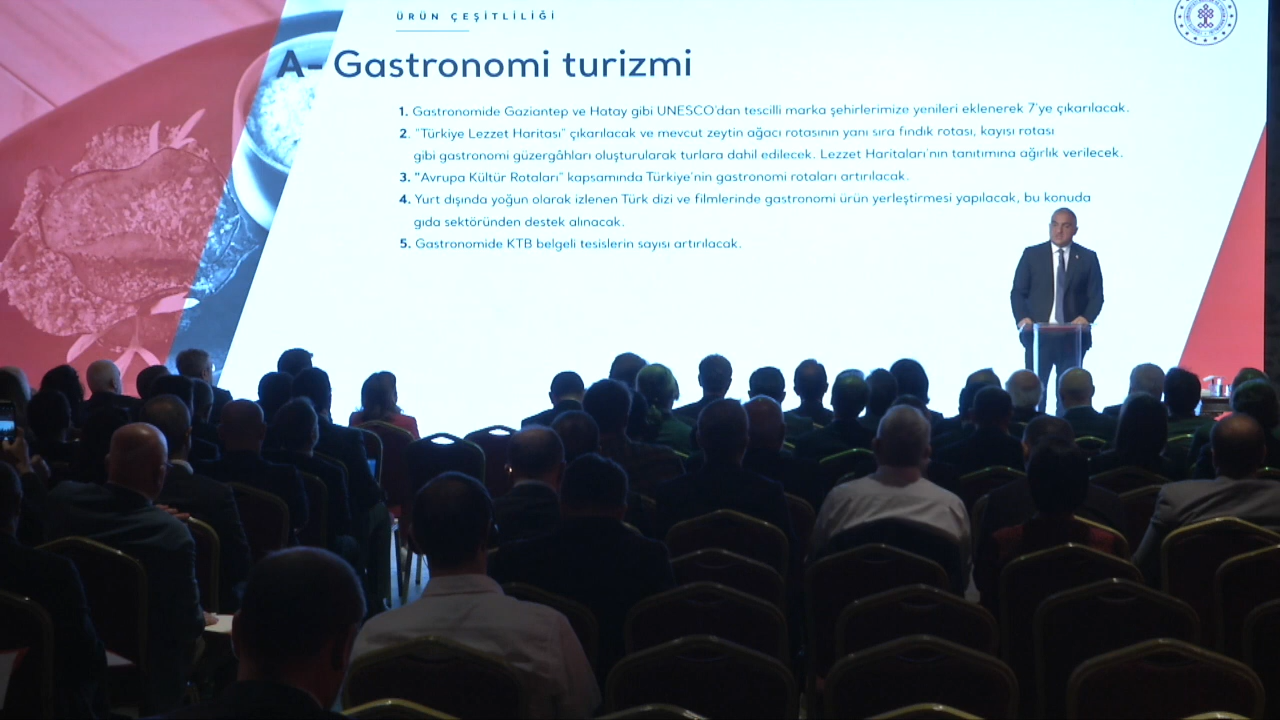 ÜRÜN ÇEŞİTLİLİĞİ
A- Gastronomi turizmi
1. Gastronomide Gaziantep ve Hatay gibi UNESCO'dan tescilli marka şehirlerimize yenileri eklenerek 7'ye çıkarılacak.
2. "Türkiye Lezzet Haritası" çıkarılacak ve mevcut zeytin ağacı rotasının yanı sıra fındık rotası, kayısı rotası
gibi gastronomi güzergâhları oluşturularak turlara dahil edilecek. Lezzet Haritaları'nın tanıtımına ağırlık verilecek.
3. "Avrupa Kültür Rotaları" kapsamında Türkiye'nin gastronomi rotaları artırılacak.
4. Yurt dışında yoğun olarak izlenen Türk dizi ve filmlerinde gastronomi ürün yerleştirmesi yapılacak, bu konuda
gıda sektöründen destek alınacak.
5. Gastronomide KTB belgeli tesislerin sayısı artırılacak.